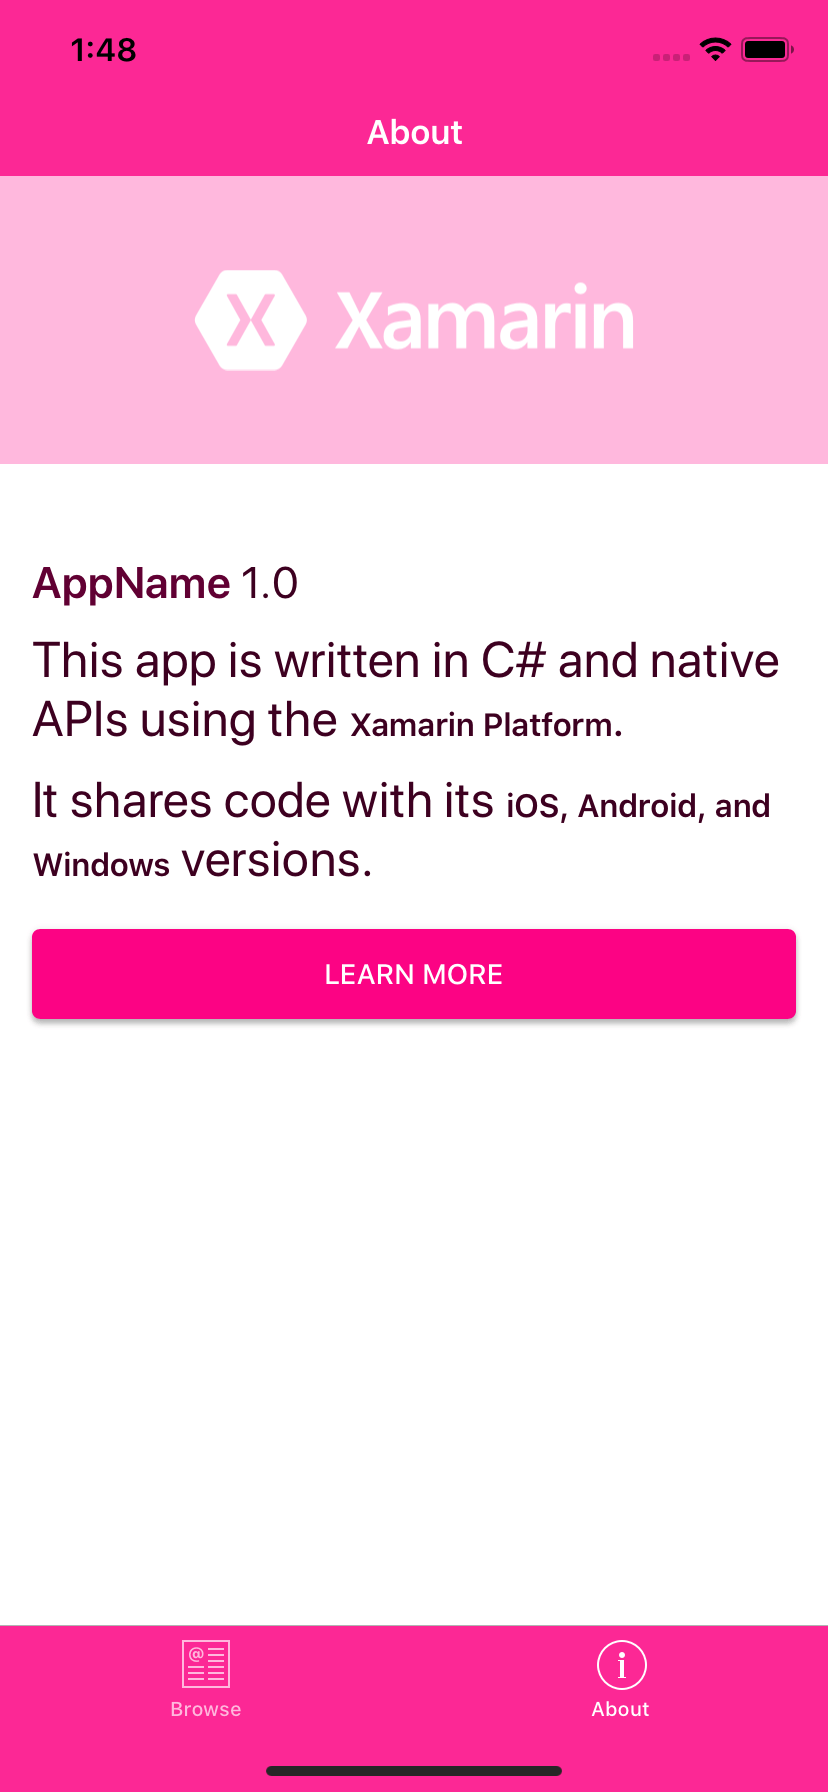 1:48
About
X Xamarin
AppName 1.0
This app is written in C# and native
APIs using the Xamarin Platform.
It shares code with its ios, Android, and
Windows versions.
LEARN MORE
@
i
Browse
About